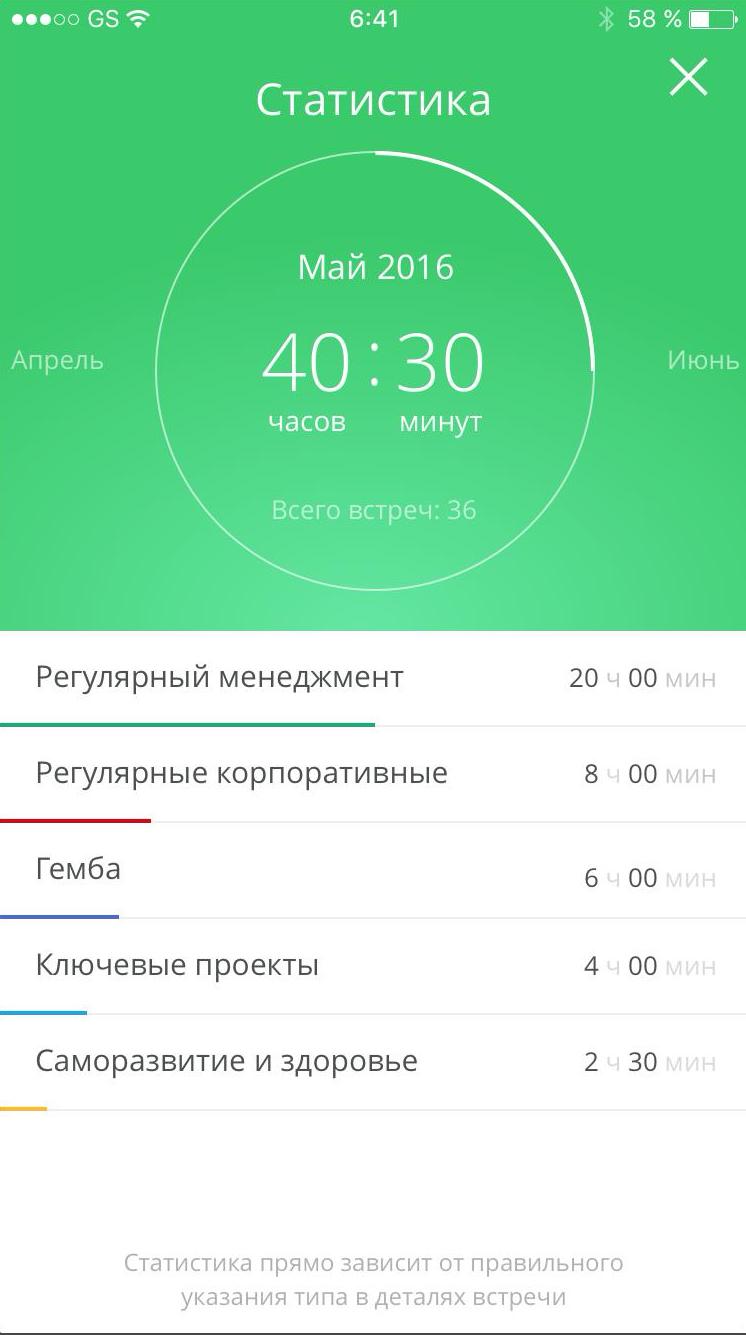 GS 6:41 58 %
Статистика
Май 2016
Апрель 40 : 30 Июнь
часов минут
Всего встреч: 36
Регулярный менеджмент 20 ч 00 мин
Регулярные корпоративные 8 ч 00 мин
Гемба 6 ч 00 мин
Ключевые проекты 4 ч 00 мин
Саморазвитие и здоровье 2 ч 30 мин
Статистика прямо зависит от правильного
указания типа в деталях встречи